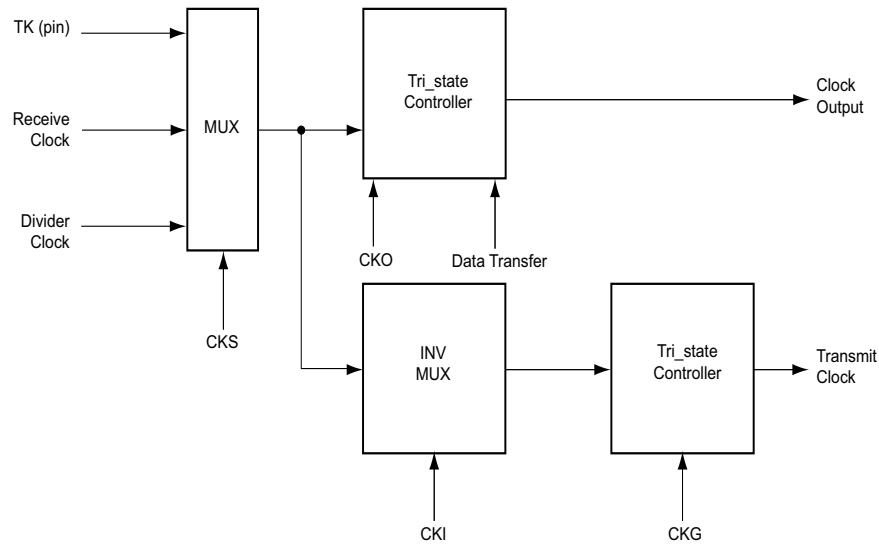 TK (pin)
Receive
Clock
Divider
Clock
MUX
CKS
Tri_state
Controller
CKO
Data Transfer
Clock
Output
INV
MUX
CKI
Tri_state
Controller
CKG
Transmit
Clock